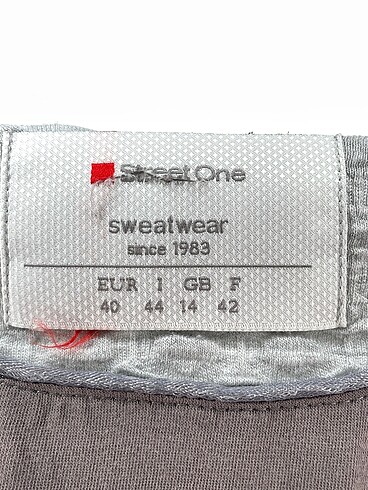 Street One
sweatwear
since 1983
EUR I GB F
40 44 14 42